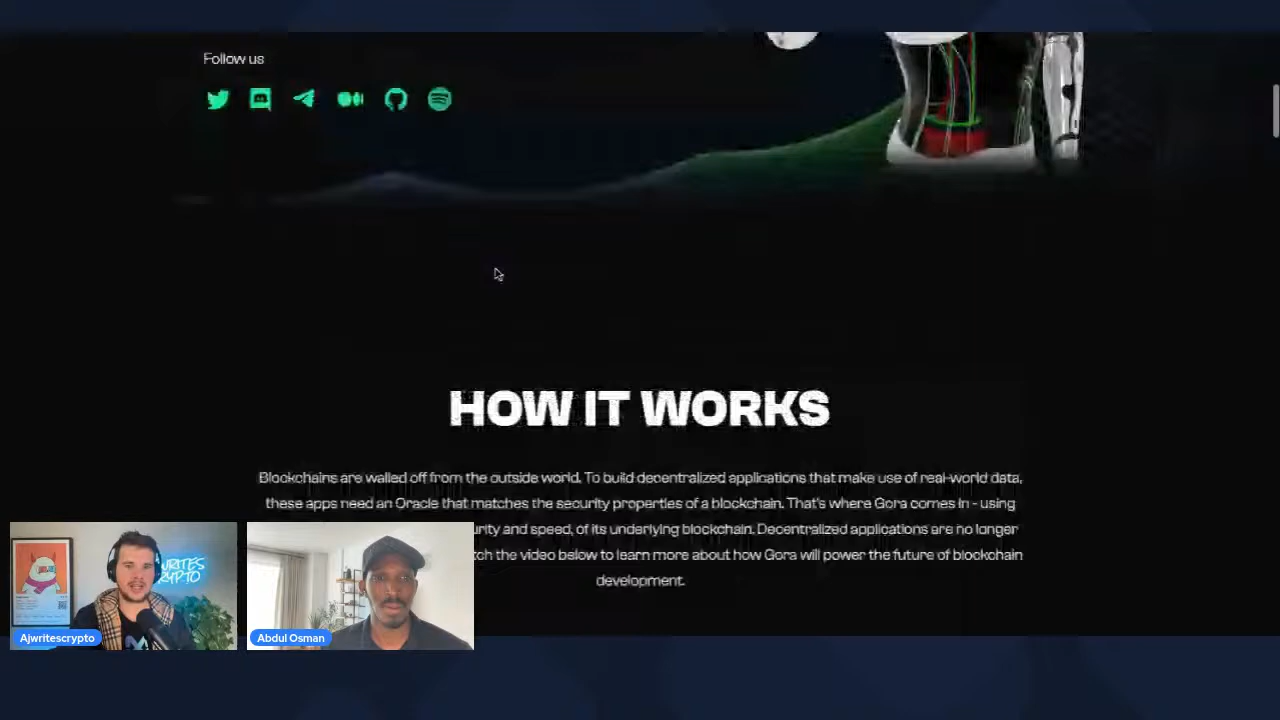 Follow us
HOW IT WORKS
Blockchains are walled off from the outside world. To build decentralized applications that make use of real-world data,
these apps need an Oracle that matches the security properties of a blockchain. That's where Gora comes in - using
urity and speed, of its underlying blockchain. Decentralized applications are no longer
tch the video below to learn more about how Gora will power the future of blockchain
development.
WRITES
CRYPTO
Ajwritescrypto
Abdul Osman